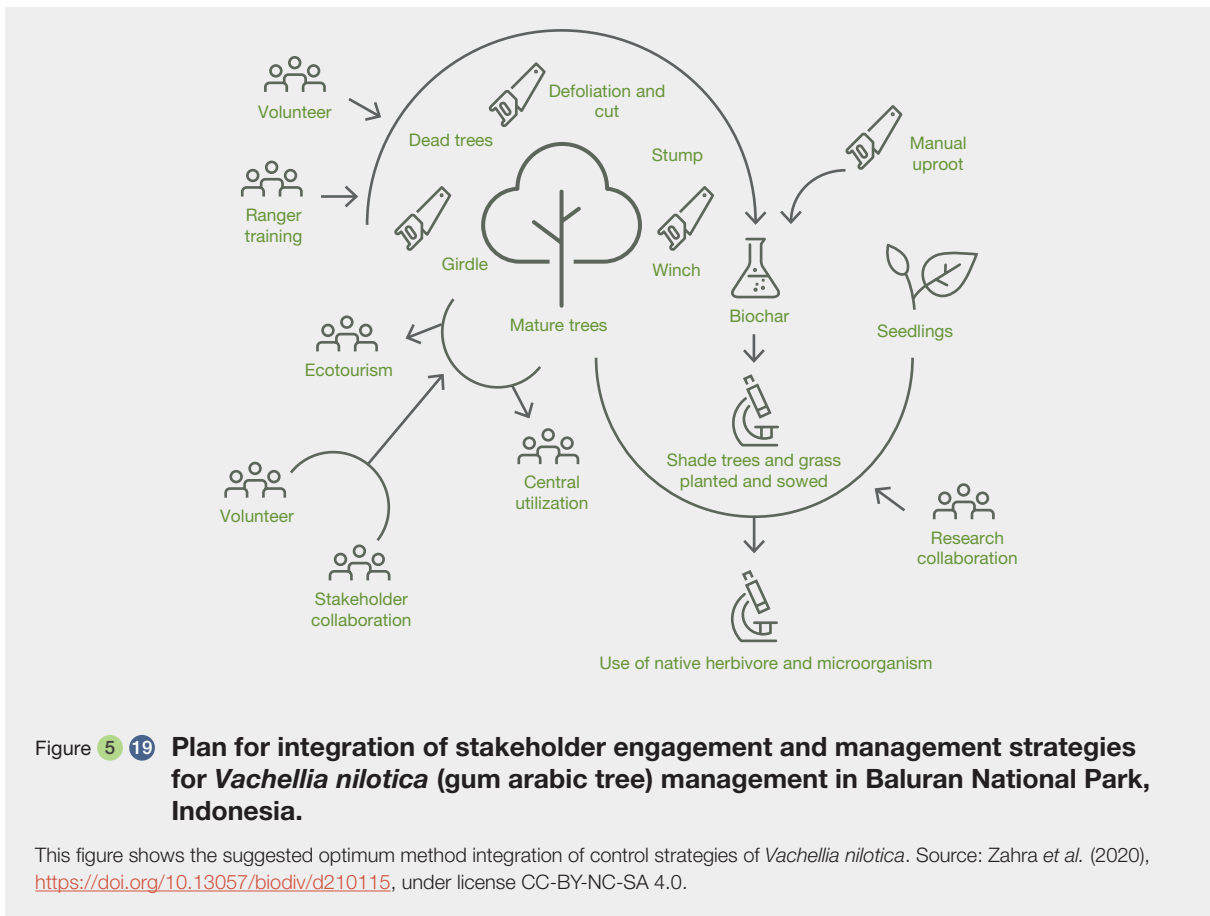 Volunteer
Defoliation and
cut
Dead trees
Manual
uproot
Stump
Ranger
training
Girdle
Winch
Mature trees
Biochar
Seedlings
Ecotourism
Shade trees and grass
planted and sowed
Central
utilization
Volunteer
Research
collaboration
Stakeholder
collaboration
Use of native herbivore and microorganism
Figure 5 19 Plan for integration of stakeholder engagement and management strategies
for Vachellia nilotica (gum arabic tree) management in Baluran National Park,
Indonesia.
This figure shows the suggested optimum method integration of control strategies of Vachellia nilotica. Source: Zahra et al. (2020),
https://doi.org/10.13057/biodiv/d210115, under license CC-BY-NC-SA 4.0.